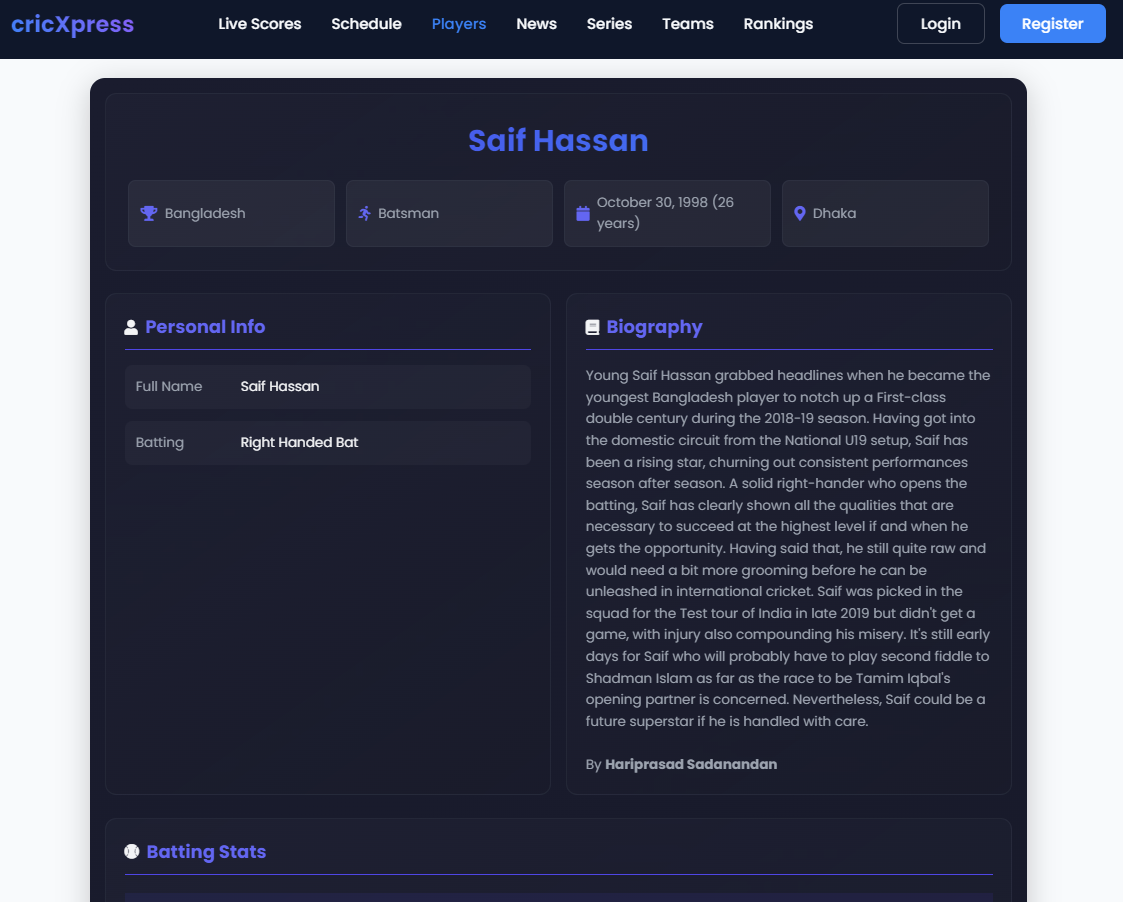 cricXpress
Live Scores
Schedule
Players
News
Series
Teams
Rankings
Login
Register
Saif Hassan
Bangladesh
Batsman
October 30, 1998 (26
years)
Dhaka
Personal Info
Full Name
Saif Hassan
Batting
Right Handed Bat
Biography
Young Saif Hassan grabbed headlines when he became the
youngest Bangladesh player to notch up a First-class
double century during the 2018-19 season. Having got into
the domestic circuit from the National U19 setup, Saif has
been a rising star, churning out consistent performances
season after season. A solid right-hander who opens the
batting, Saif has clearly shown all the qualities that are
necessary to succeed at the highest level if and when he
gets the opportunity. Having said that, he still quite raw and
would need a bit more grooming before he can be
unleashed in international cricket. Saif was picked in the
squad for the Test tour of India in late 2019 but didn't get a
game, with injury also compounding his misery. It's still early
days for Saif who will probably have to play second fiddle to
Shadman Islam as far as the race to be Tamim Iqbal's
opening partner is concerned. Nevertheless, Saif could be a
future superstar if he is handled with care.
By Hariprasad Sadanandan
Batting Stats